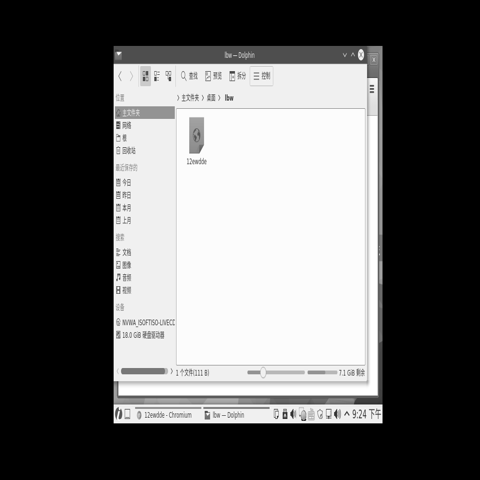 lbw — Dolphin
查找 预览 拆分 控制
位置
主文件夹 桌面 lbw
主文件夹
网络
根
回收站
最近保存的
今日
昨日
本月
上月
搜索
文档
图像
音频
视频
设备
NVWA_ISOFTISO-LIVECD
18.0 GiB 硬盘驱动器
12ewdde
1 个文件(111 B)
7.1 GiB 剩余
12ewdde - Chromium
lbw — Dolphin
9:24 下午